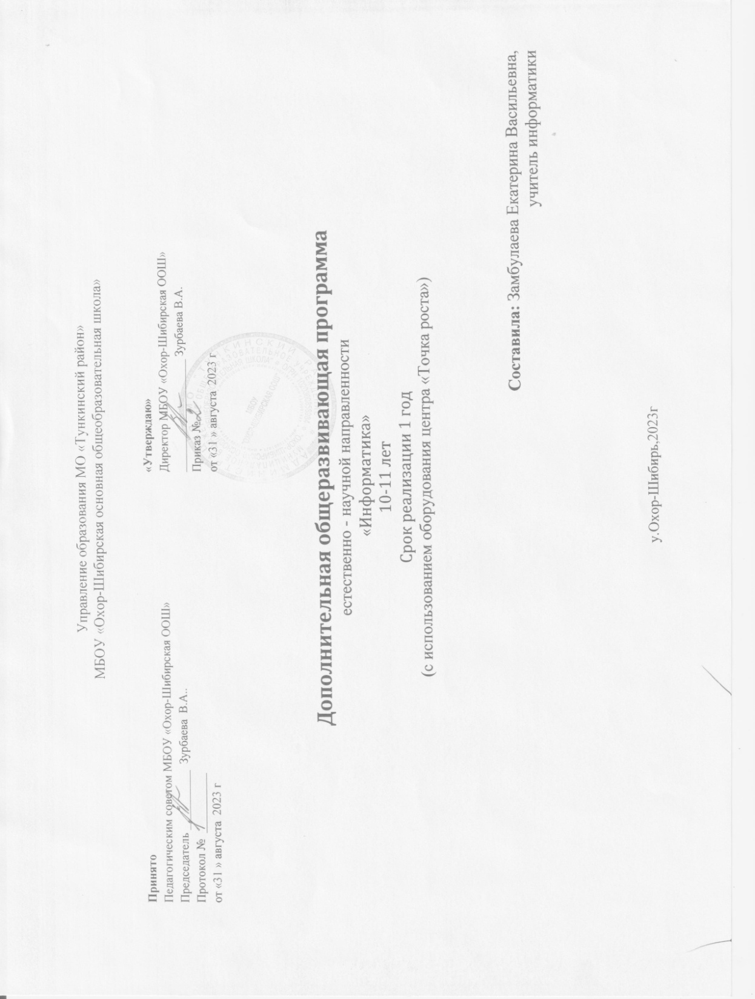 Управление образования МО «Тункинский район»
МБОУ «Охор-Шибирская основная общеобразовательная школа»
Принято
Педагогическим советом МБОУ «Охор-Шибирская ООШ»
Председатель Зурбаева В.А..
Протокол № 1
от «31 » августа 2023 г
«Утверждаю»
Директор МБОУ «Охор-Шибирская ООШ»
Зурбаева В.А.
Приказ №2
от «31 » августа 2023 г
Дополнительная общеразвивающая программа
естественно - научной направленности
«Информатика»
10-11 лет
Срок реализации 1 год
(с использованием оборудования центра «Точка роста»)
Составила: Замбулаева Екатерина Васильевна,
учитель информатики
у.Охор-Шибирь,2023г